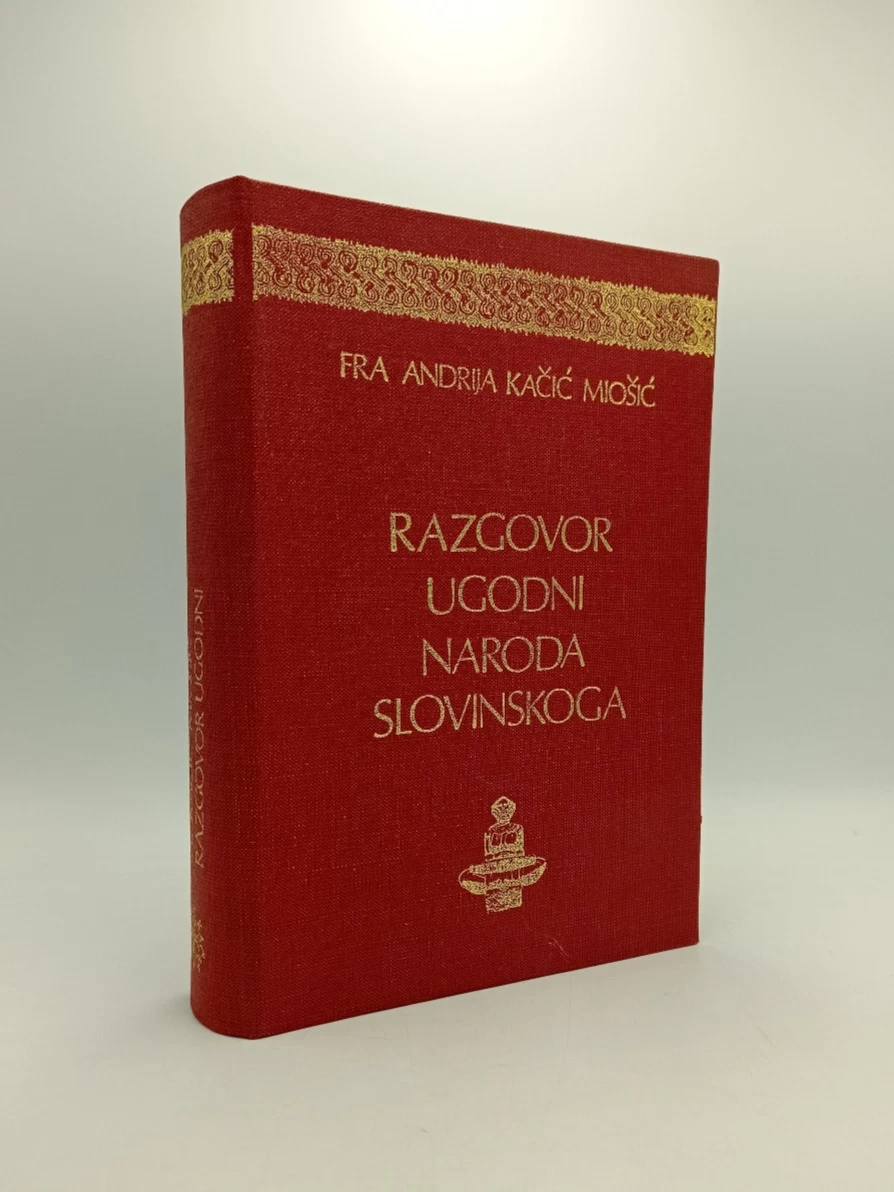 FRA ANDRIJA KAČIĆ MIOŠIĆ
RAZGOVOR
UGODNI
NARODA
SLOVINSKOGA
RAZGOVOR UGODNI